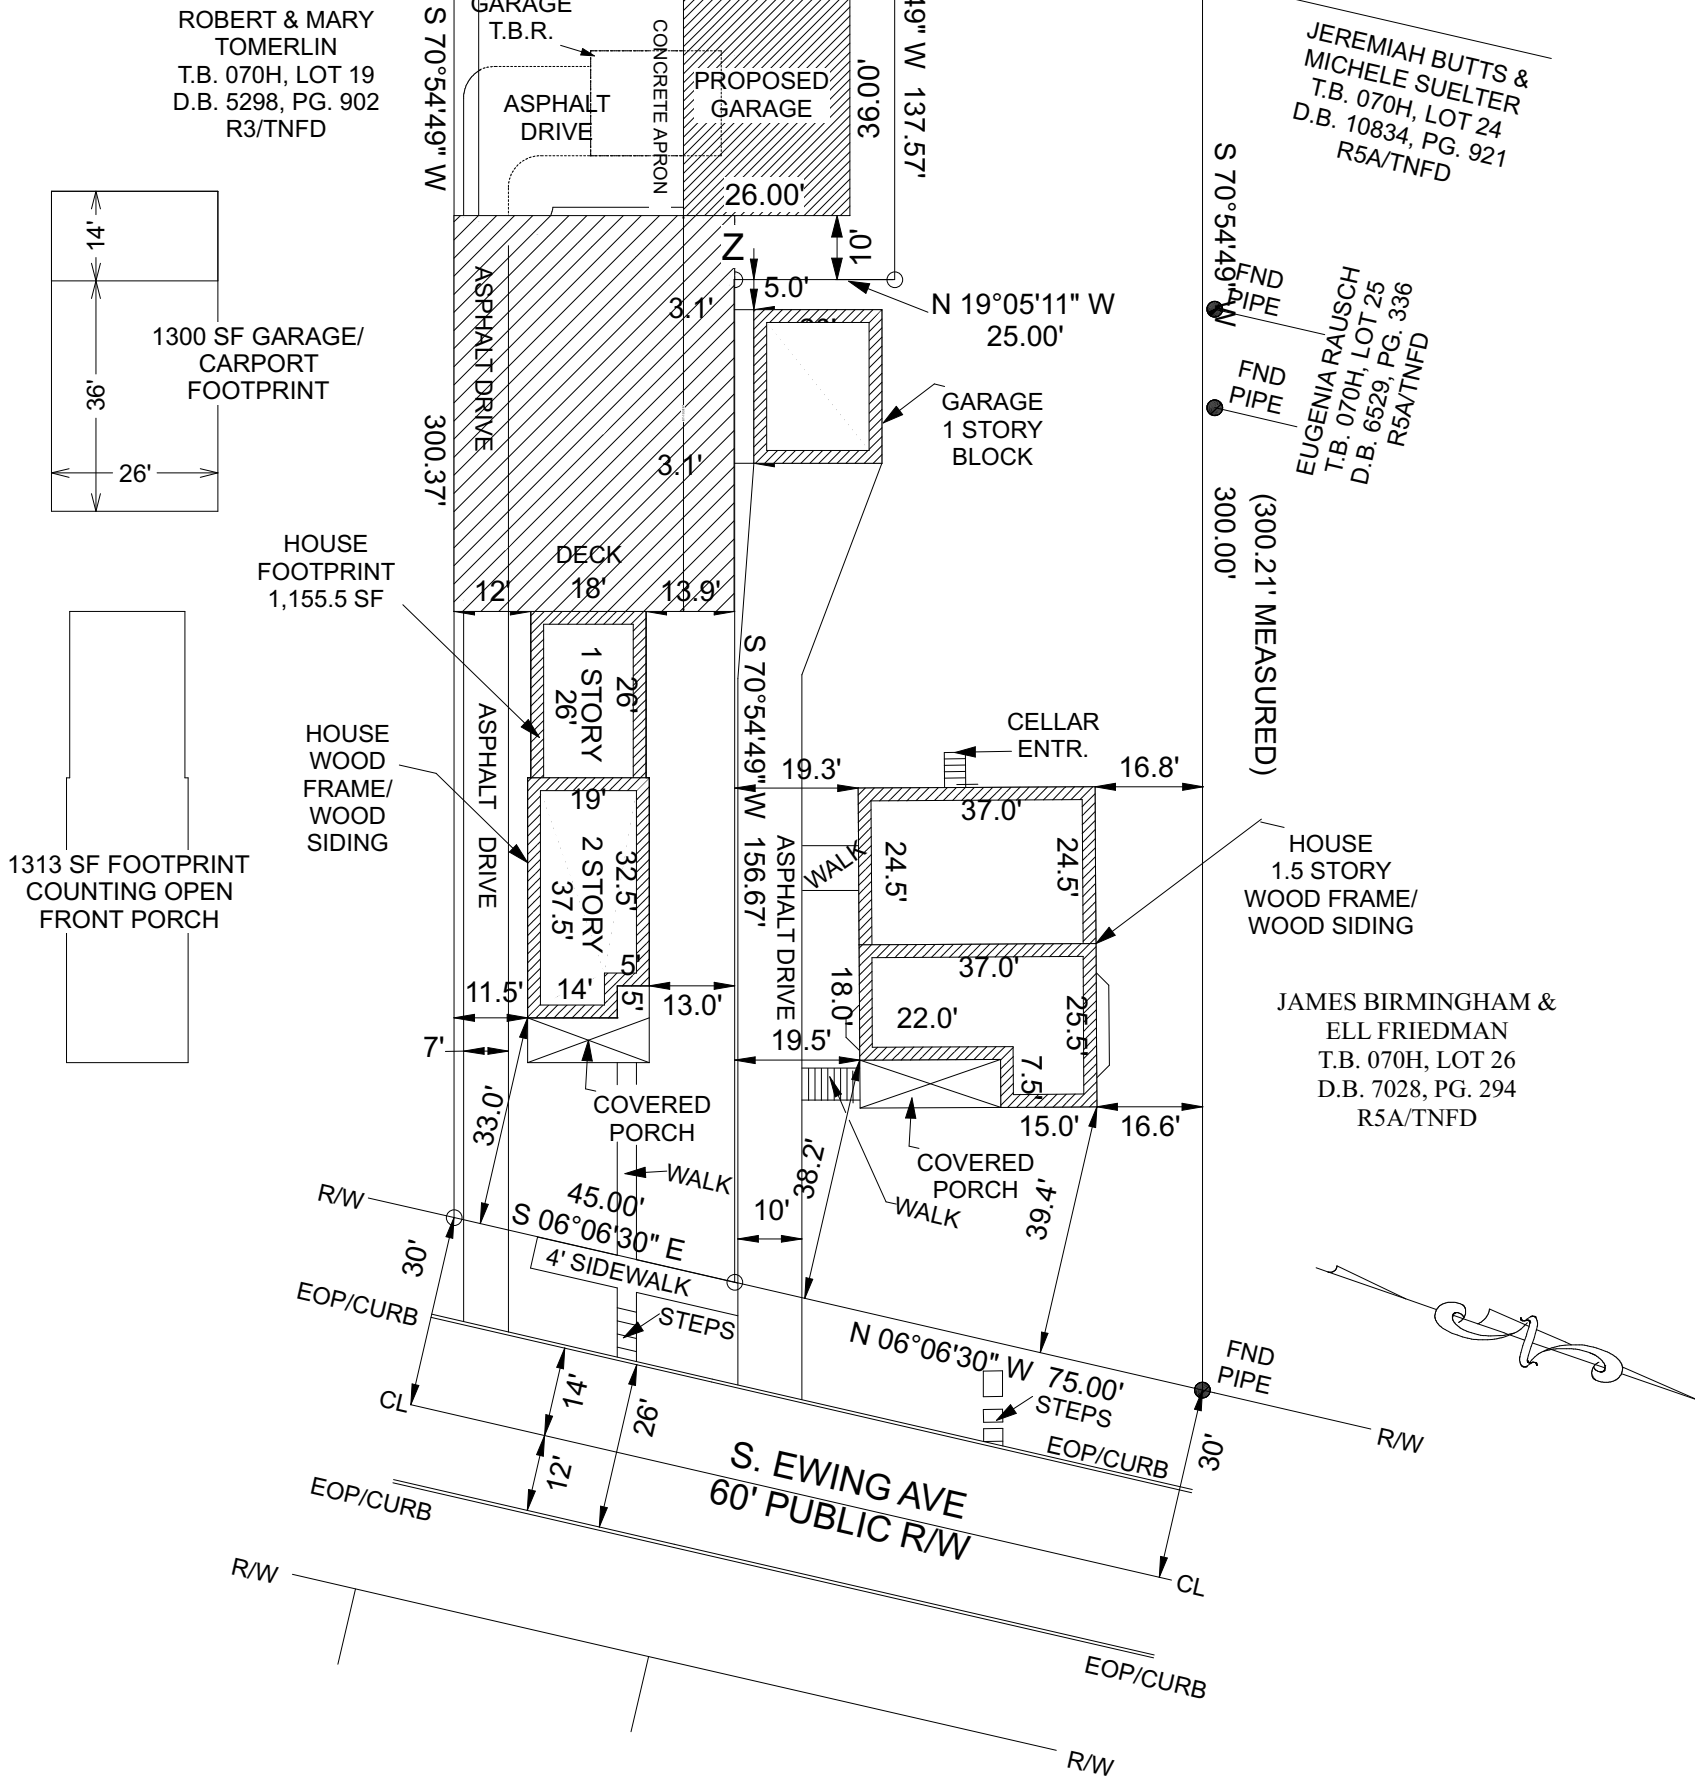 ROBERT & MARY
TOMERLIN
T.B. 070H, LOT 19
D.B. 5298, PG. 902
R3/TNFD
S 70°54'49" W
300.37'
GARAGE
T.B.R.
ASPHALT
DRIVE
CONCRETE APRON
PROPOSED
GARAGE
36.00'
26.00'
49" W 137.57'
JEREMIAH BUTTS &
MICHELE SUELTER
T.B. 070H, LOT 24
D.B. 10834, PG. 921
R5A/TNFD
S 70°54'49" W
300.00'
(300.21' MEASURED)
14'
36'
26'
1300 SF GARAGE/
CARPORT
FOOTPRINT
ASPHALT DRIVE
Z
10'
5.0'
3.1'
3.1'
N 19°05'11" W
25.00'
FND
PIPE
FND
PIPE
EUGENIA RAUSCH
T.B. 070H, LOT 25
D.B. 6529, PG. 336
R5A/TNFD
GARAGE
1 STORY
BLOCK
HOUSE
FOOTPRINT
1,155.5 SF
DECK
12'
18'
13.9'
1 STORY
26'
26'
HOUSE
WOOD
FRAME/
WOOD
SIDING
ASPHALT DRIVE
1313 SF FOOTPRINT
COUNTING OPEN
FRONT PORCH
19'
2 STORY
32.5'
37.5'
5'
14'
5'
11.5'
13.0'
7'
33.0'
S 70°54'49" W 156.67'
ASPHALT DRIVE
19.3'
WALK
CELLAR
ENTR.
16.8'
37.0'
24.5'
24.5'
HOUSE
1.5 STORY
WOOD FRAME/
WOOD SIDING
37.0'
18.0'
22.0'
25.5'
7.5'
19.5'
15.0'
16.6'
JAMES BIRMINGHAM &
ELL FRIEDMAN
T.B. 070H, LOT 26
D.B. 7028, PG. 294
R5A/TNFD
COVERED
PORCH
WALK
COVERED
PORCH
WALK
38.2'
39.4'
10'
R/W
45.00'
S 06°06'30" E
4' SIDEWALK
STEPS
30'
EOP/CURB
CL
14'
12'
26'
N 06°06'30" W 75.00'
FND
PIPE
STEPS
R/W
EOP/CURB
30'
S. EWING AVE
60' PUBLIC R/W
EOP/CURB
CL
R/W
EOP/CURB
R/W